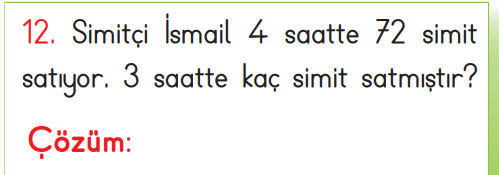 12. Simitçi İsmail 4 saatte 72 simit
satıyor. 3 saatte kaç simit satmıştır?
Çözüm: